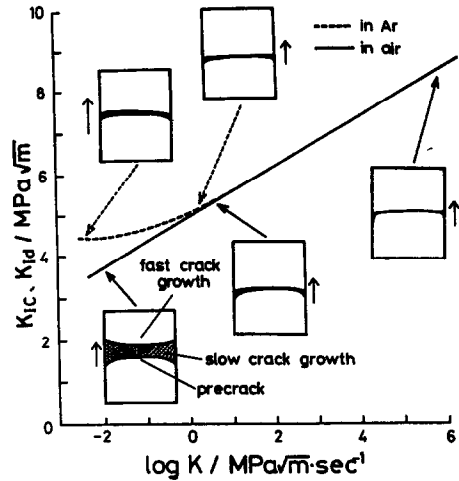 10
8
6
4
2
0
K_IC, K_Id / MPa√m
in Ar
in air
fast crack
growth
slow crack growth
precrack
-2 0 2 4 6
log K / MPa√m·sec⁻¹